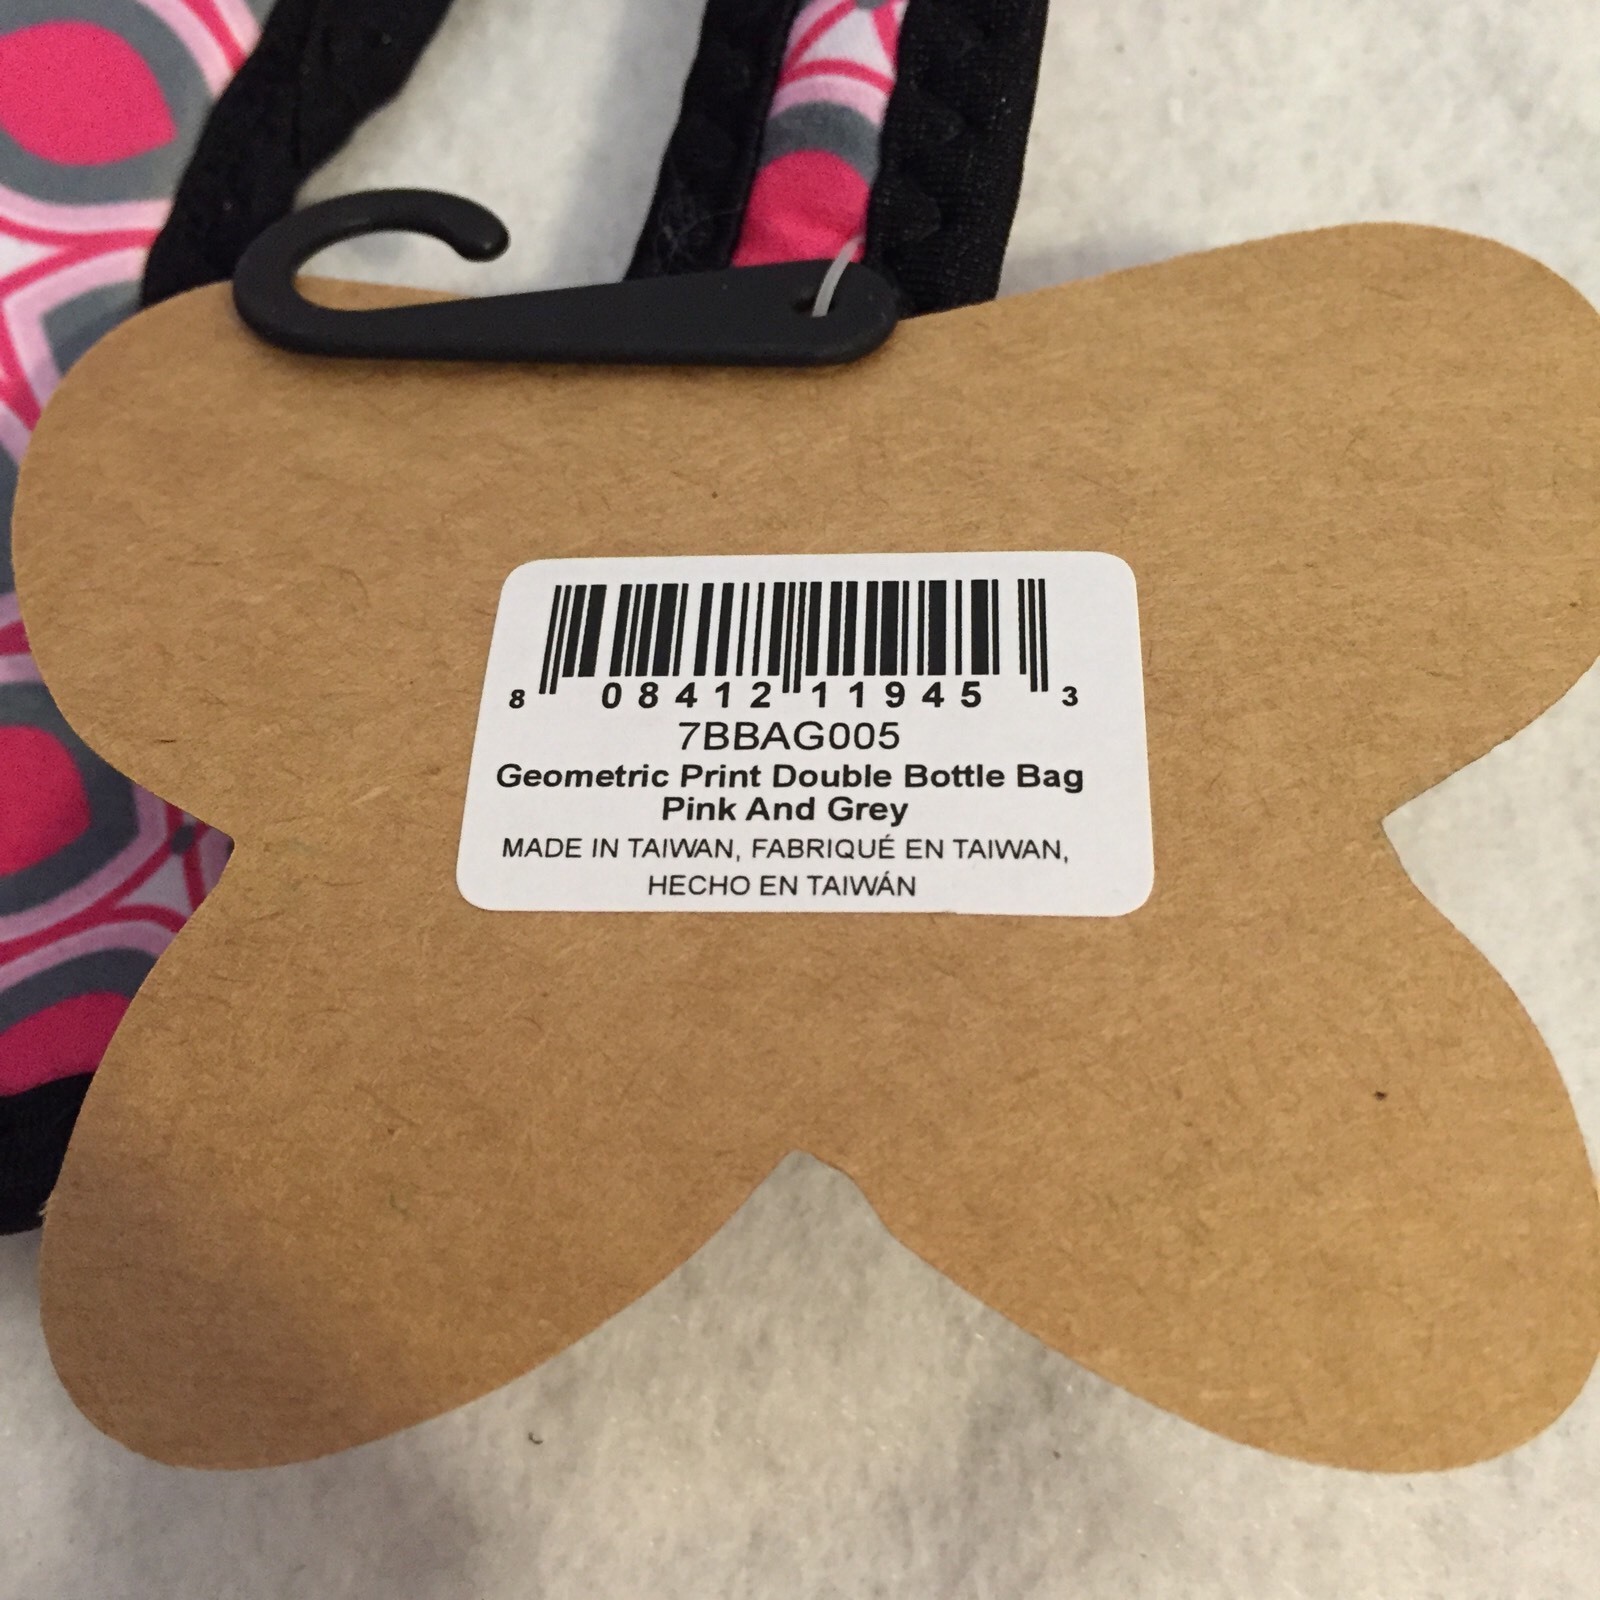 8 08412 11945 3
7BBAG005
Geometric Print Double Bottle Bag
Pink And Grey
MADE IN TAIWAN, FABRIQUÉ EN TAIWAN,
HECHO EN TAIWÁN